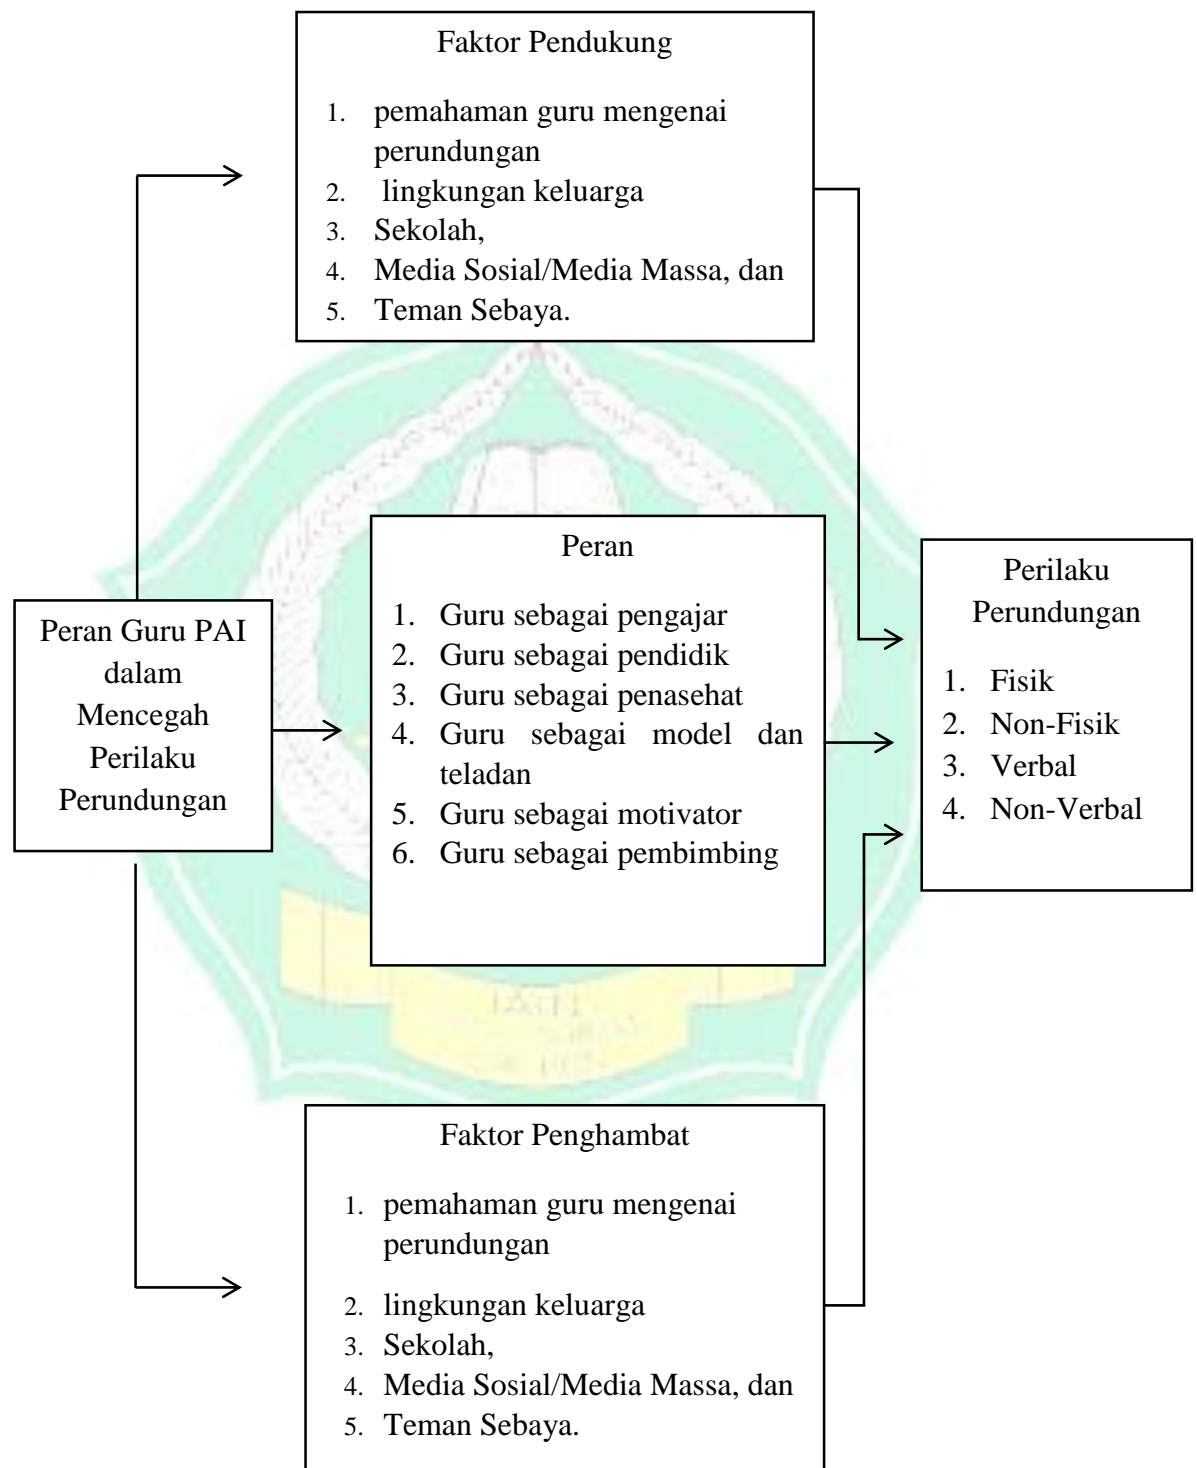 Faktor Pendukung
1. pemahaman guru mengenai
perundungan
2. lingkungan keluarga
3. Sekolah,
4. Media Sosial/Media Massa, dan
5. Teman Sebaya.
Peran Guru PAI
dalam
Mencegah
Perilaku
Perundungan
Peran
1. Guru sebagai pengajar
2. Guru sebagai pendidik
3. Guru sebagai penasehat
4. Guru sebagai model dan
teladan
5. Guru sebagai motivator
6. Guru sebagai pembimbing
Perilaku
Perundungan
1. Fisik
2. Non-Fisik
3. Verbal
4. Non-Verbal
Faktor Penghambat
1. pemahaman guru mengenai
perundungan
2. lingkungan keluarga
3. Sekolah,
4. Media Sosial/Media Massa, dan
5. Teman Sebaya.